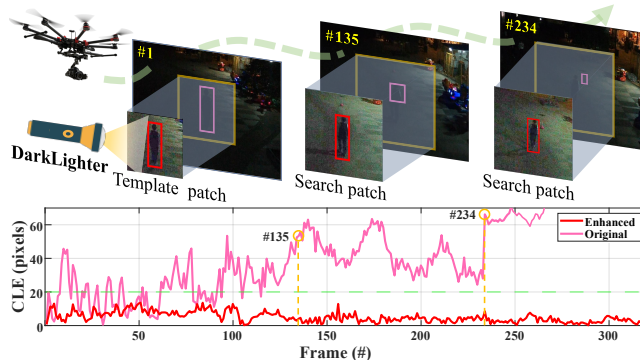 #1
#135
#234
DarkLighter
Template patch
Search patch
Search patch
CLE (pixels)
60
40
20
0
#135
#234
Enhanced
Original
50
100
150
200
250
300
Frame (#)